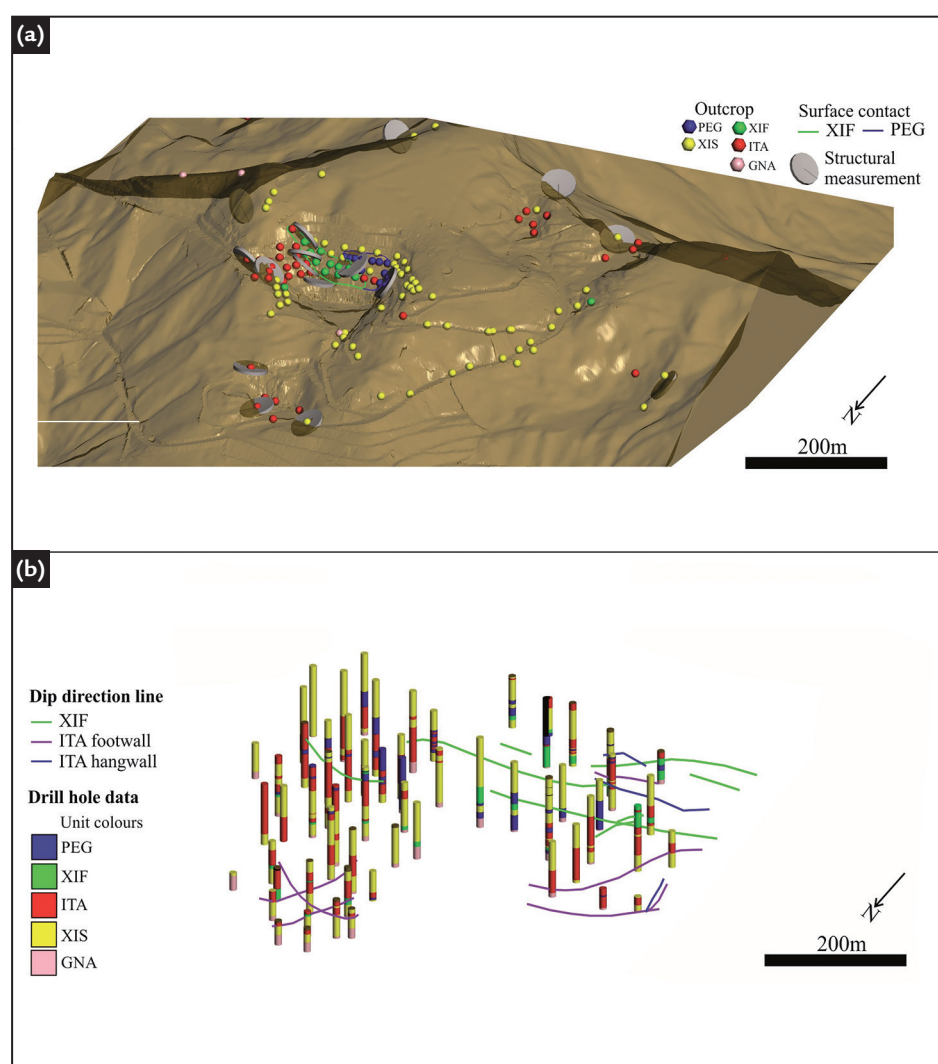 (a)
Outcrop
PEG XIF
XIS ITA
GNA
Surface contact
XIF PEG
Structural
measurement
N
200m
(b)
Dip direction line
XIF
ITA footwall
ITA hangwall
Drill hole data
Unit colours
PEG
XIF
ITA
XIS
GNA
N
200m